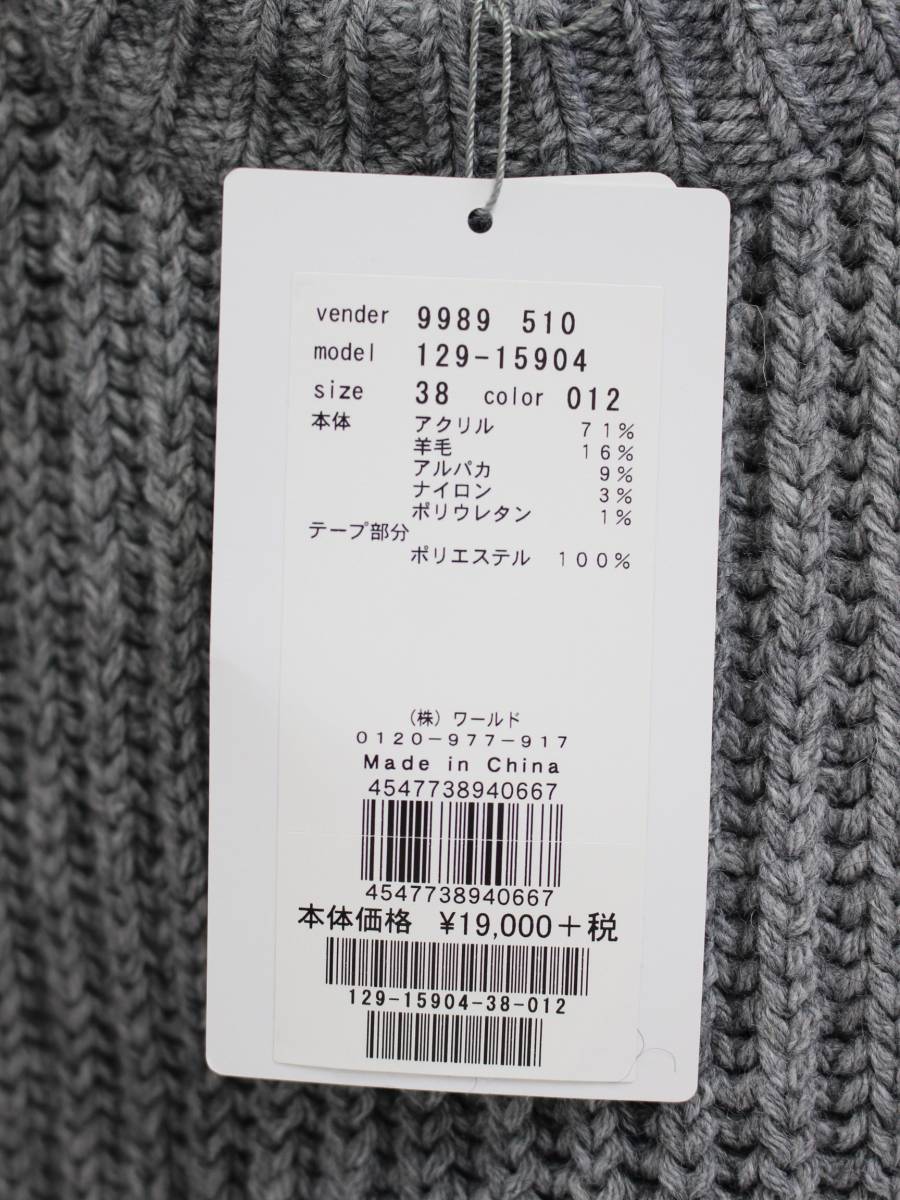 vender 9989 510
model 129-15904
size 38 color 012
本体 アクリル 71%
羊毛 16%
アルパカ 9%
ナイロン 3%
ポリウレタン 1%
テープ部分
ポリエステル 100%
(株)ワールド
0120-977-917
Made in China
4547738940667
4547738940667
本体価格 ¥19,000+税
129-15904-38-012